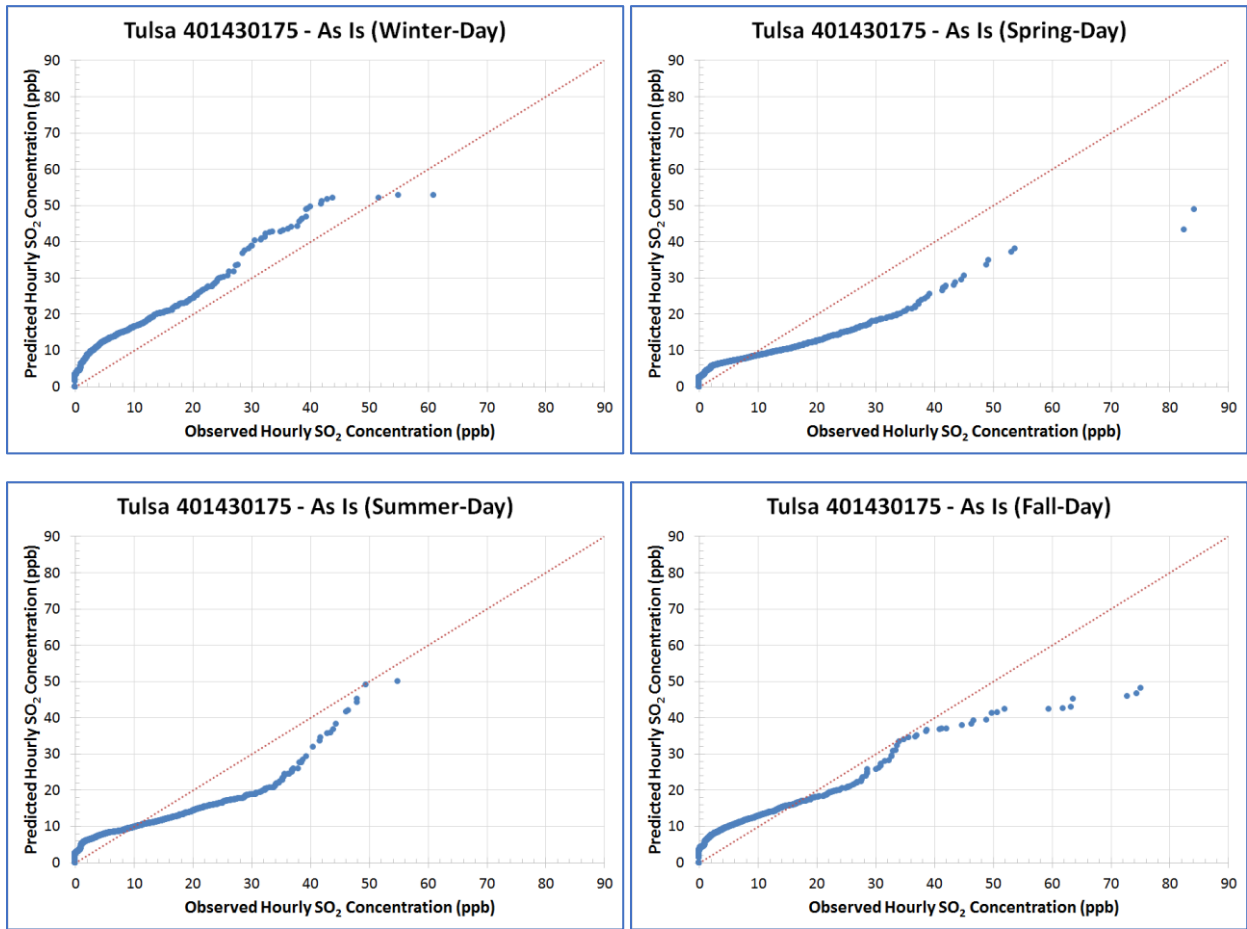 Tulsa 401430175 - As Is (Winter-Day)
Predicted Hourly SO₂ Concentration (ppb)
90
80
70
60
50
40
30
20
10
0
0 10 20 30 40 50 60 70 80 90
Observed Hourly SO₂ Concentration (ppb)
Tulsa 401430175 - As Is (Spring-Day)
Predicted Hourly SO₂ Concentration (ppb)
90
80
70
60
50
40
30
20
10
0
0 10 20 30 40 50 60 70 80 90
Observed Holurly SO₂ Concentration (ppb)
Tulsa 401430175 - As Is (Summer-Day)
Predicted Hourly SO₂ Concentration (ppb)
90
80
70
60
50
40
30
20
10
0
0 10 20 30 40 50 60 70 80 90
Observed Hourly SO₂ Concentration (ppb)
Tulsa 401430175 - As Is (Fall-Day)
Predicted Hourly SO₂ Concentration (ppb)
90
80
70
60
50
40
30
20
10
0
0 10 20 30 40 50 60 70 80 90
Observed Hourly SO₂ Concentration (ppb)